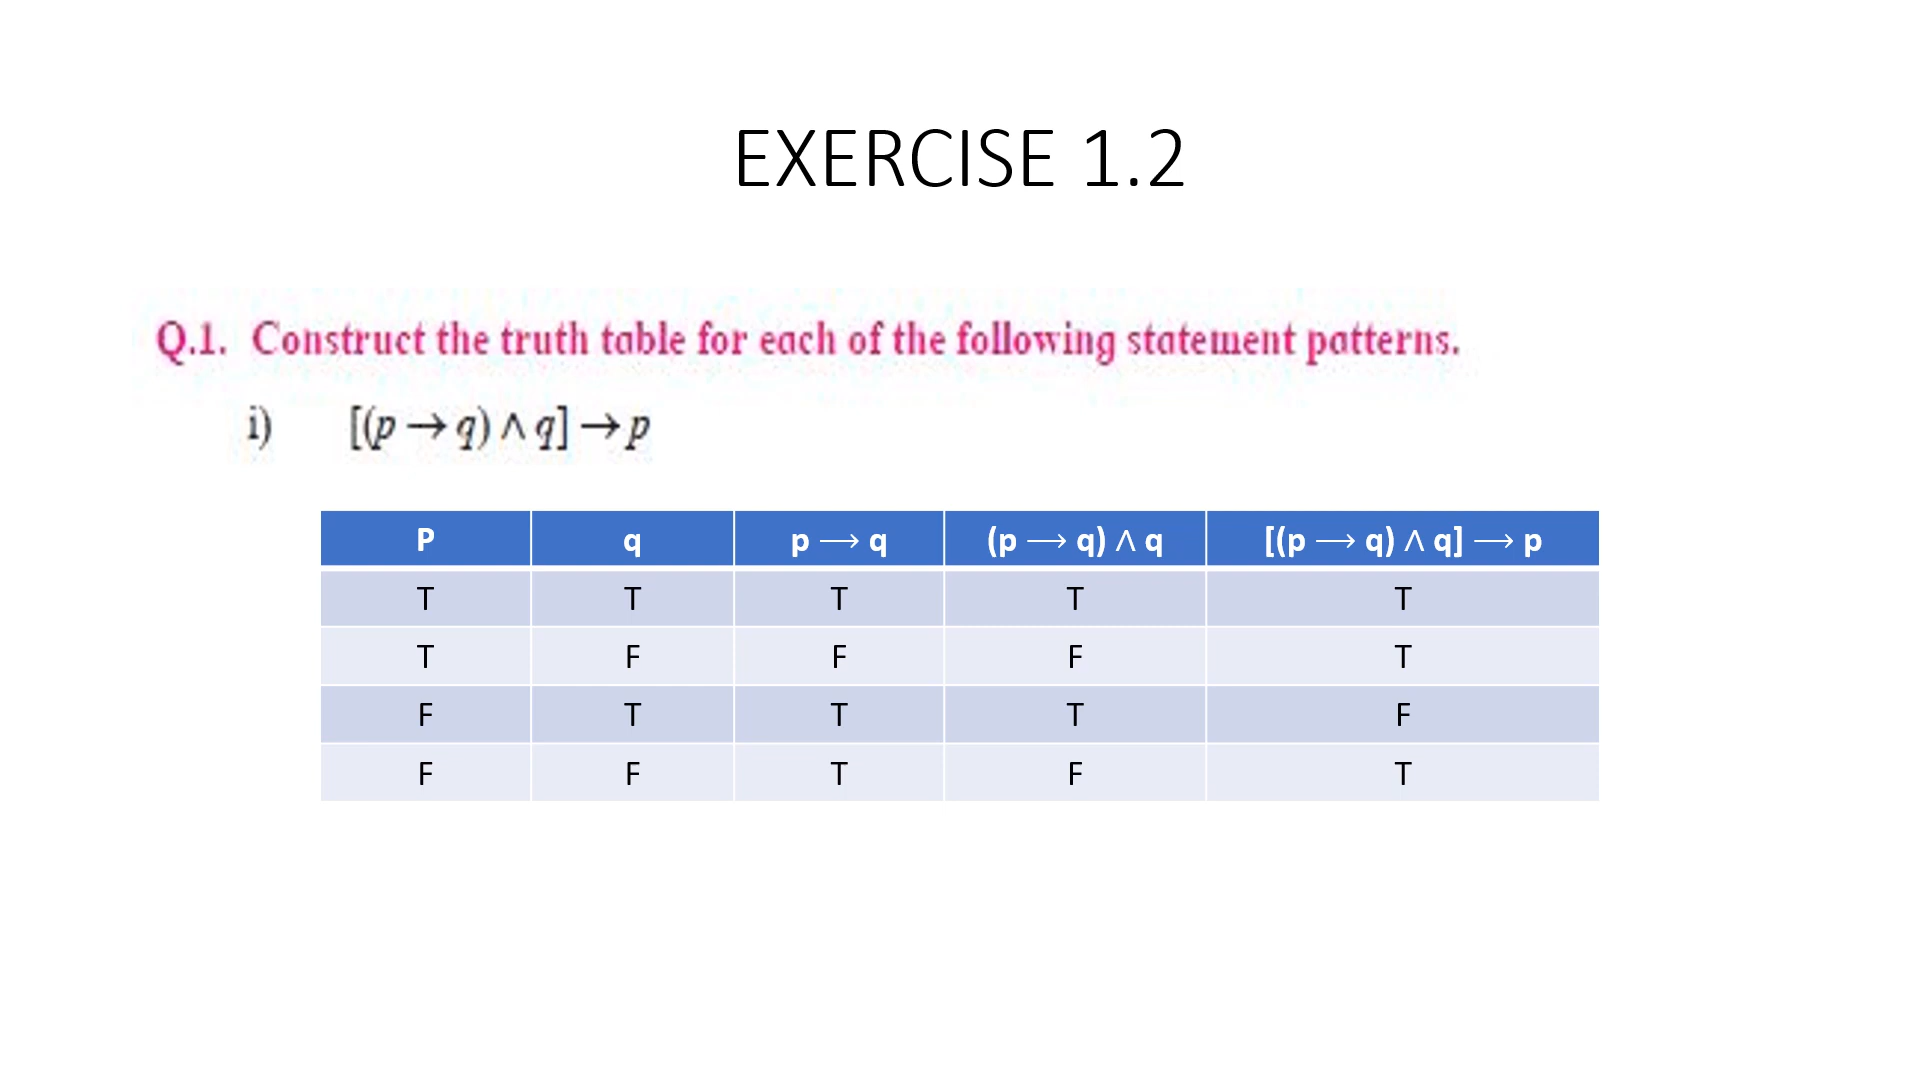 EXERCISE 1.2
Q.1. Construct the truth table for each of the following statement patterns.
i) [(p → q) ∧ q] → p
P q p ⟶ q (p ⟶ q) ∧ q [(p ⟶ q) ∧ q] ⟶ p
T T T T T
T F F F T
F T T T F
F F T F T